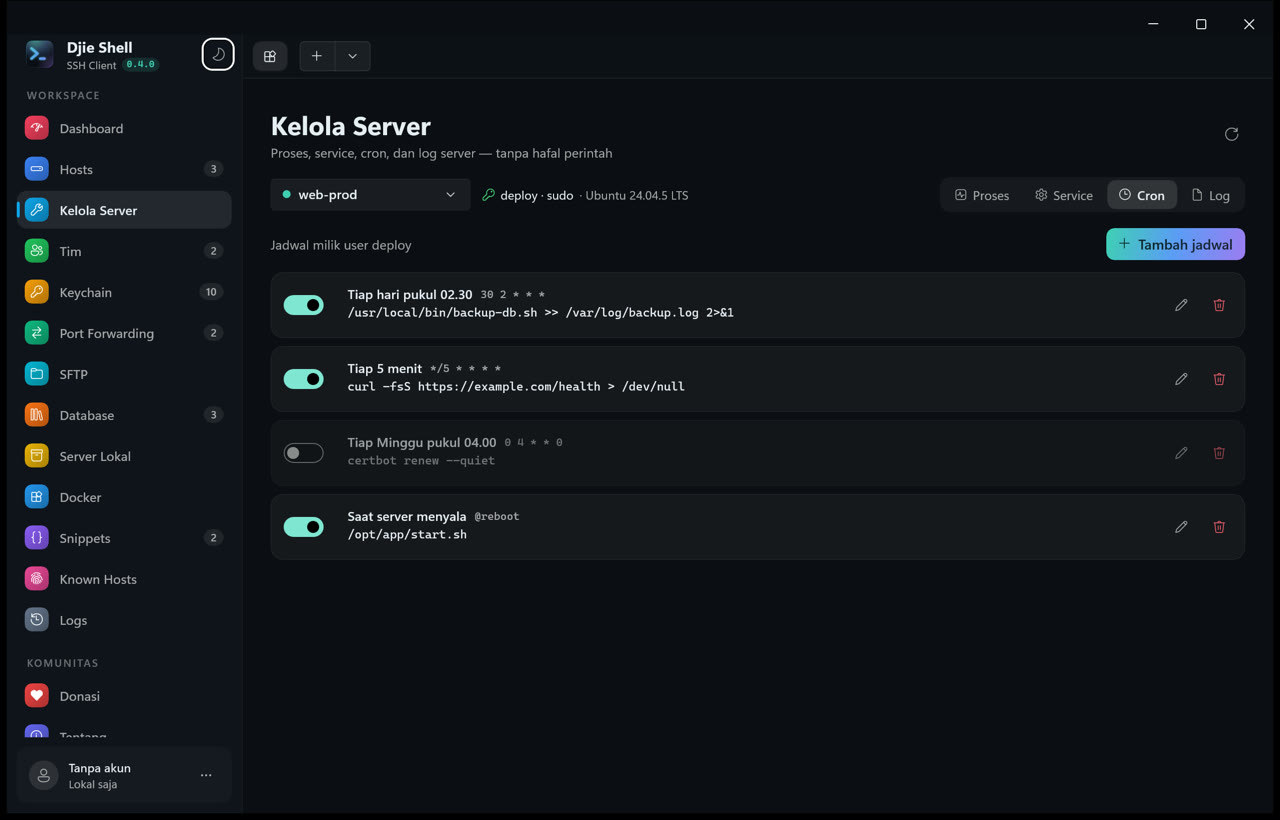 Djie Shell
SSH Client 0.4.0
WORKSPACE
Dashboard
Hosts 3
Kelola Server
Tim 2
Keychain 10
Port Forwarding 2
SFTP
Database 3
Server Lokal
Docker
Snippets 2
Known Hosts
Logs
KOMUNITAS
Donasi
Tentang
Tanpa akun
Lokal saja
Kelola Server
Proses, service, cron, dan log server — tanpa hafal perintah
web-prod
deploy · sudo · Ubuntu 24.04.5 LTS
Proses Service Cron Log
Jadwal milik user deploy
+ Tambah jadwal
Tiap hari pukul 02.30 30 2 * * *
/usr/local/bin/backup-db.sh >> /var/log/backup.log 2>&1
Tiap 5 menit */5 * * * *
curl -fsS https://example.com/health > /dev/null
Tiap Minggu pukul 04.00 0 4 * * 0
certbot renew --quiet
Saat server menyala @reboot
/opt/app/start.sh